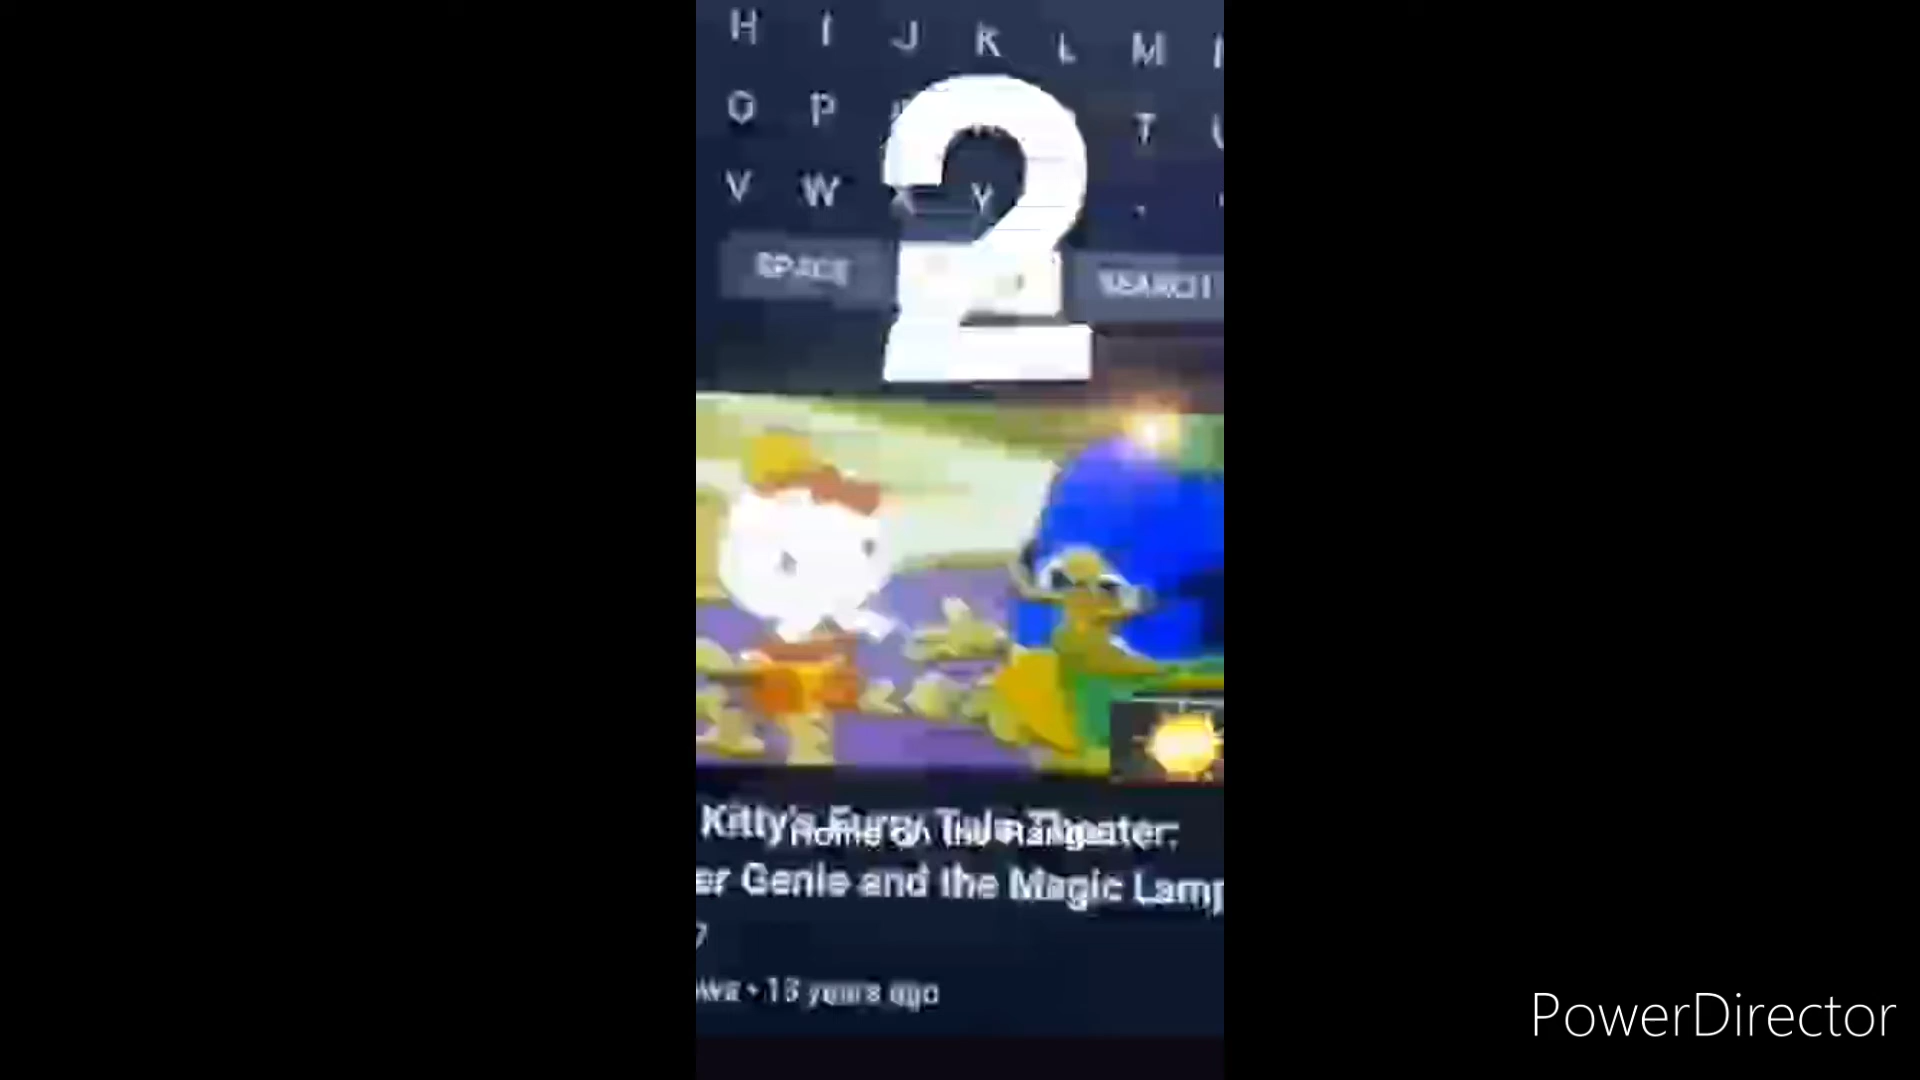 H I J K L M
O P T U
V W X Y
2
SPACE SEARCH
Kitty's Furry Tale Theater:
Home on the Range
er Genie and the Magic Lamp
13 years ago
PowerDirector